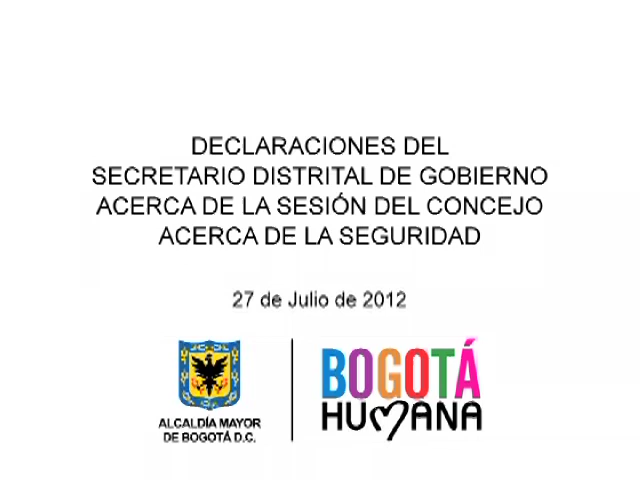 DECLARACIONES DEL
SECRETARIO DISTRITAL DE GOBIERNO
ACERCA DE LA SESIÓN DEL CONCEJO
ACERCA DE LA SEGURIDAD
27 de Julio de 2012
ALCALDÍA MAYOR
DE BOGOTÁ D.C.
BOGOTÁ
HUMANA